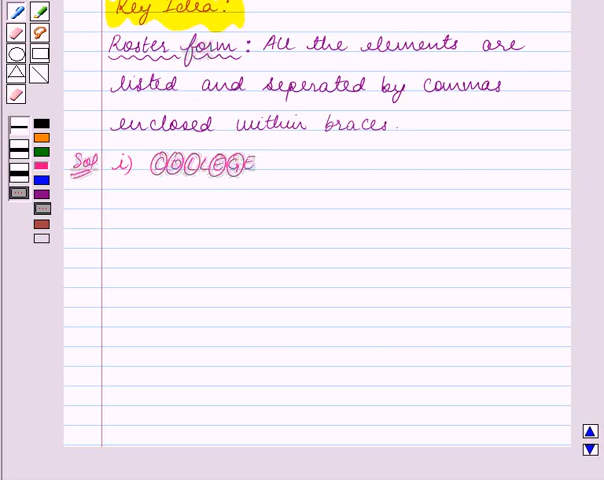 Key Idea:
Roster form : All the elements are
listed and seperated by commas
enclosed within braces.
Sol i) COLLEGE